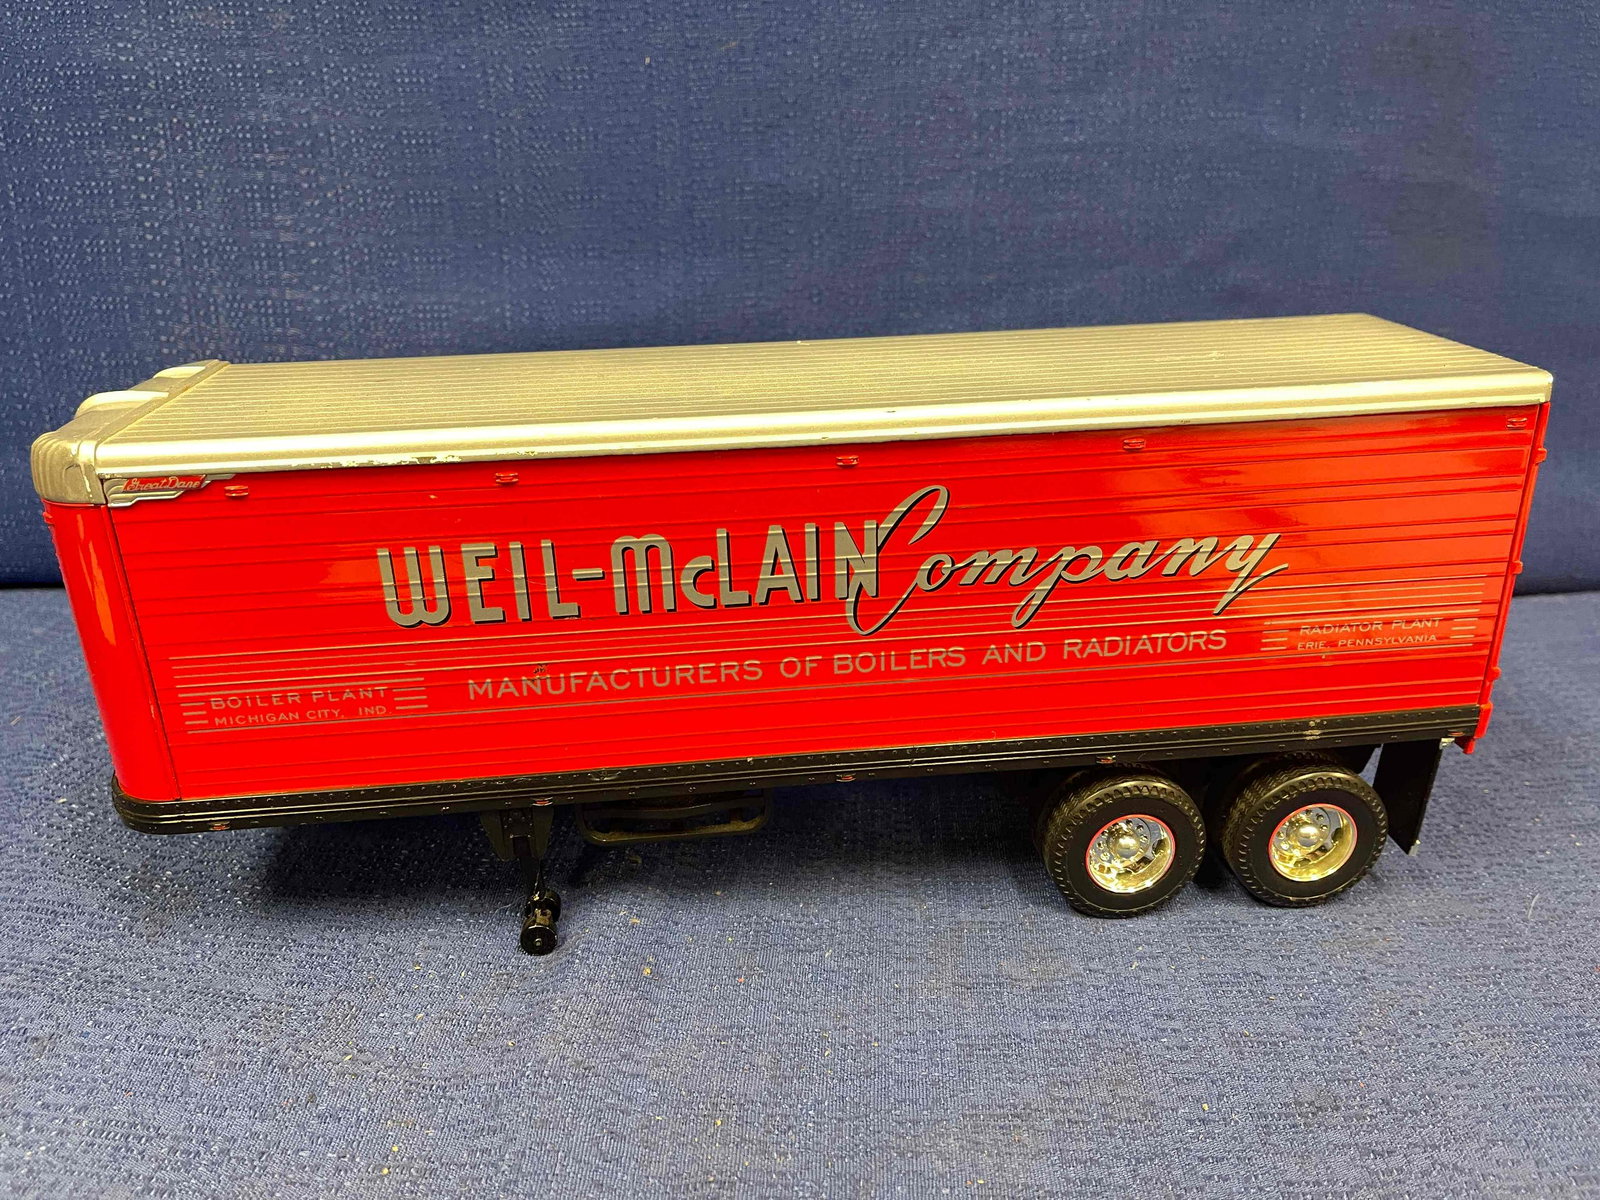 Great Dane
WEIL-McLAIN Company
MANUFACTURERS OF BOILERS AND RADIATORS
RADIATOR PLANT
ERIE, PENNSYLVANIA
BOILER PLANT
MICHIGAN CITY, IND.